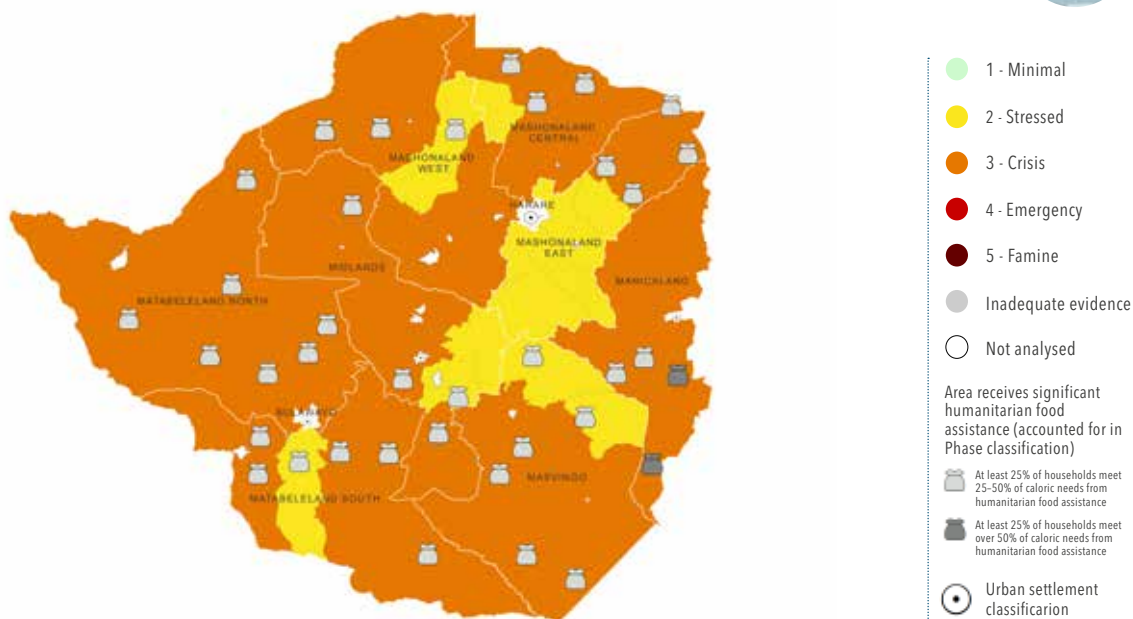 MASHONALAND
CENTRAL
MASHONALAND
WEST
HARARE
MASHONALAND
EAST
MIDLANDS
MANICALAND
MATABELELAND NORTH
BULAWAYO
MASVINGO
MATABELELAND SOUTH
1 - Minimal
2 - Stressed
3 - Crisis
4 - Emergency
5 - Famine
Inadequate evidence
Not analysed
Area receives significant
humanitarian food
assistance (accounted for in
Phase classification)
At least 25% of households meet
25–50% of caloric needs from
humanitarian food assistance
At least 25% of households meet
over 50% of caloric needs from
humanitarian food assistance
Urban settlement
classificarion